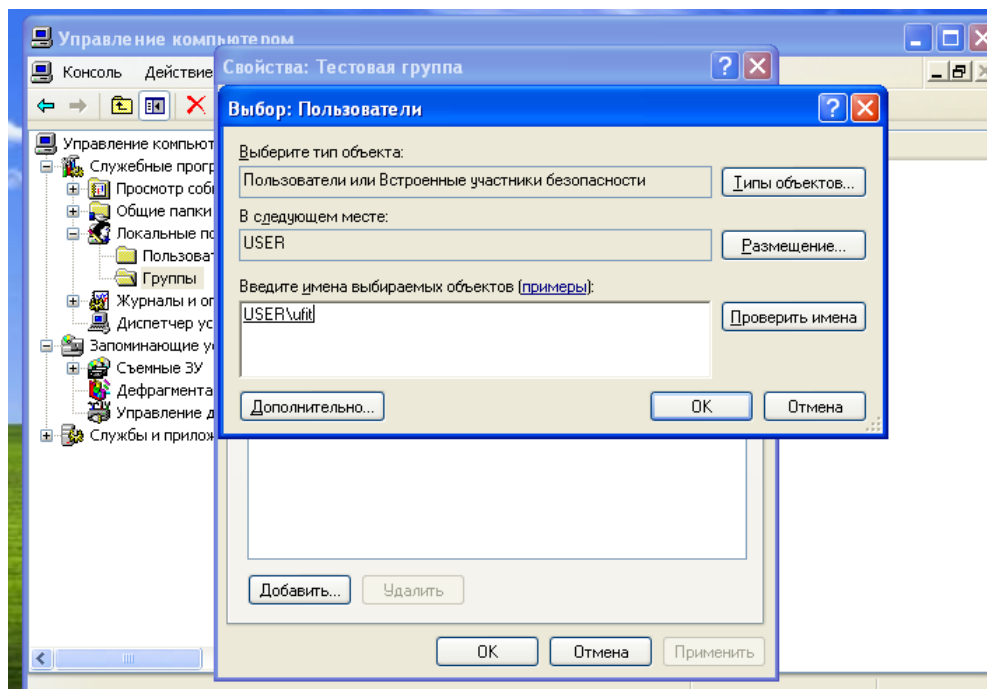 Управление компьютером
Консоль Действие
Свойства: Тестовая группа
Выбор: Пользователи
Выберите тип объекта:
Пользователи или Встроенные участники безопасности
Типы объектов...
В следующем месте:
USER
Размещение...
Введите имена выбираемых объектов (примеры):
USER\ufit
Проверить имена
Дополнительно...
OK
Отмена
Управление компьют
Служебные прогр
Просмотр соб
Общие папки
Локальные по
Пользоват
Группы
Журналы и оп
Диспетчер ус
Запоминающие у
Съемные ЗУ
Дефрагмента
Управление д
Службы и прилож
Добавить...
Удалить
OK
Отмена
Применить